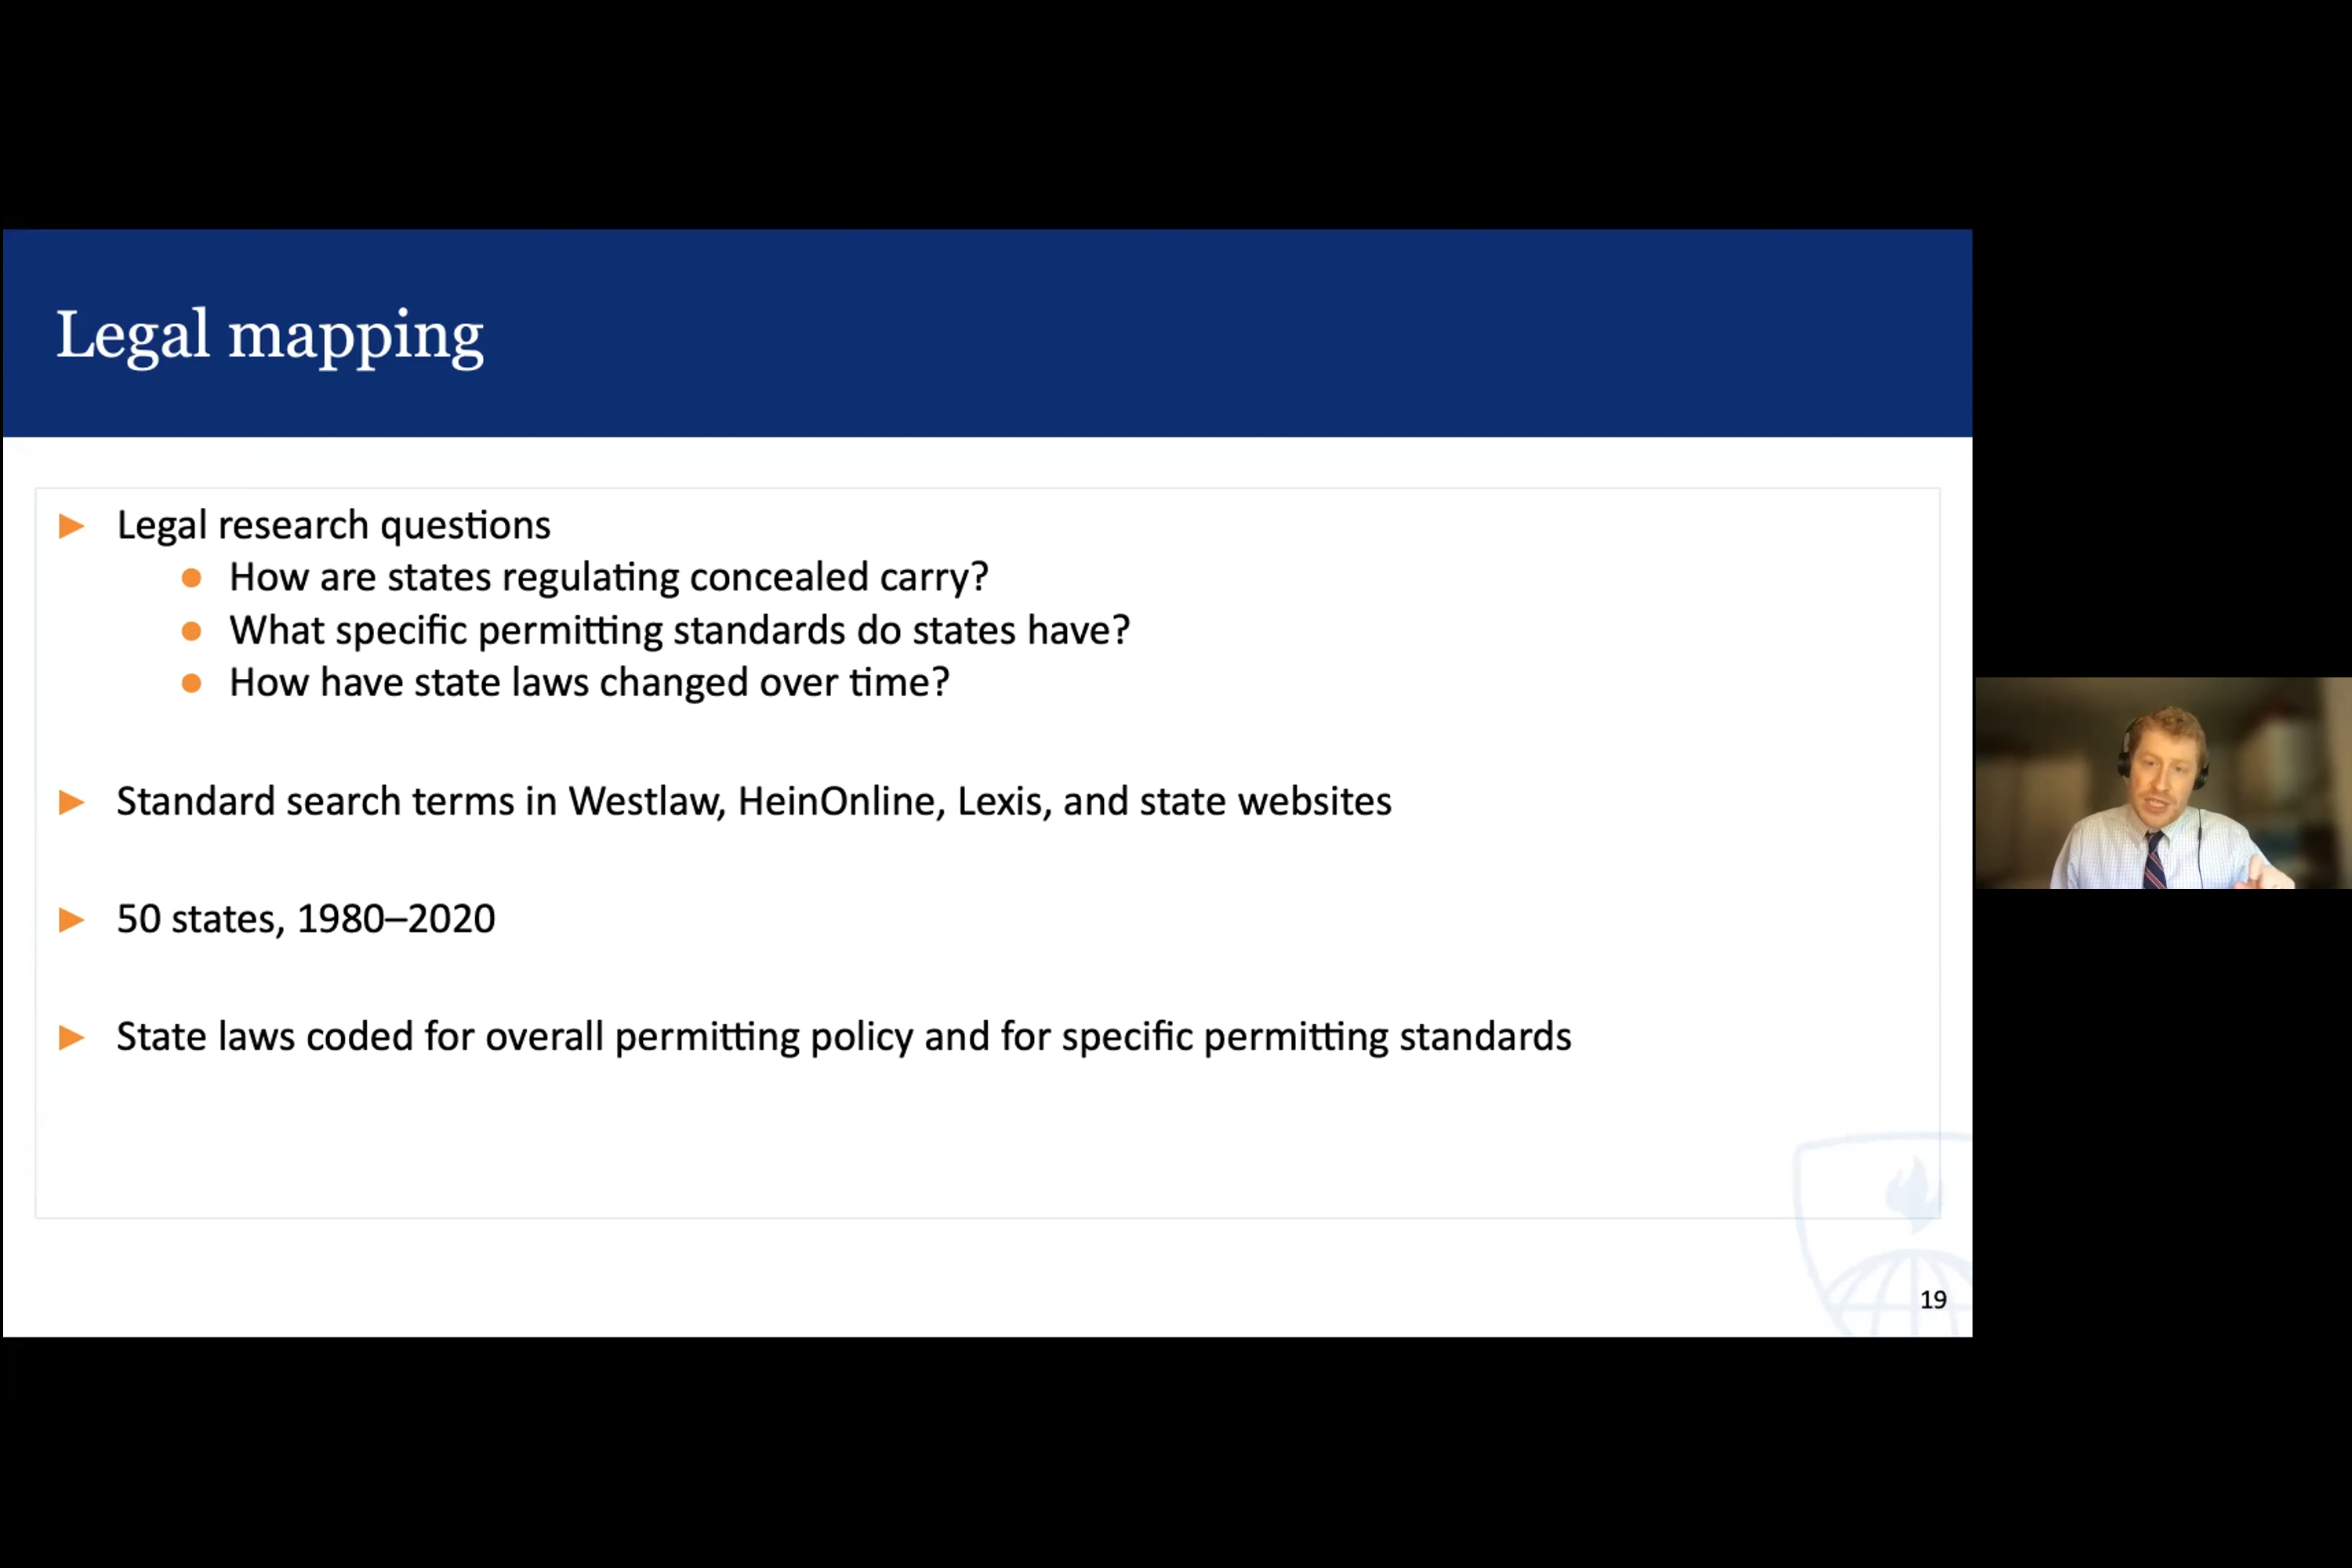 Legal mapping
Legal research questions
How are states regulating concealed carry?
What specific permitting standards do states have?
How have state laws changed over time?
Standard search terms in Westlaw, HeinOnline, Lexis, and state websites
50 states, 1980–2020
State laws coded for overall permitting policy and for specific permitting standards
19